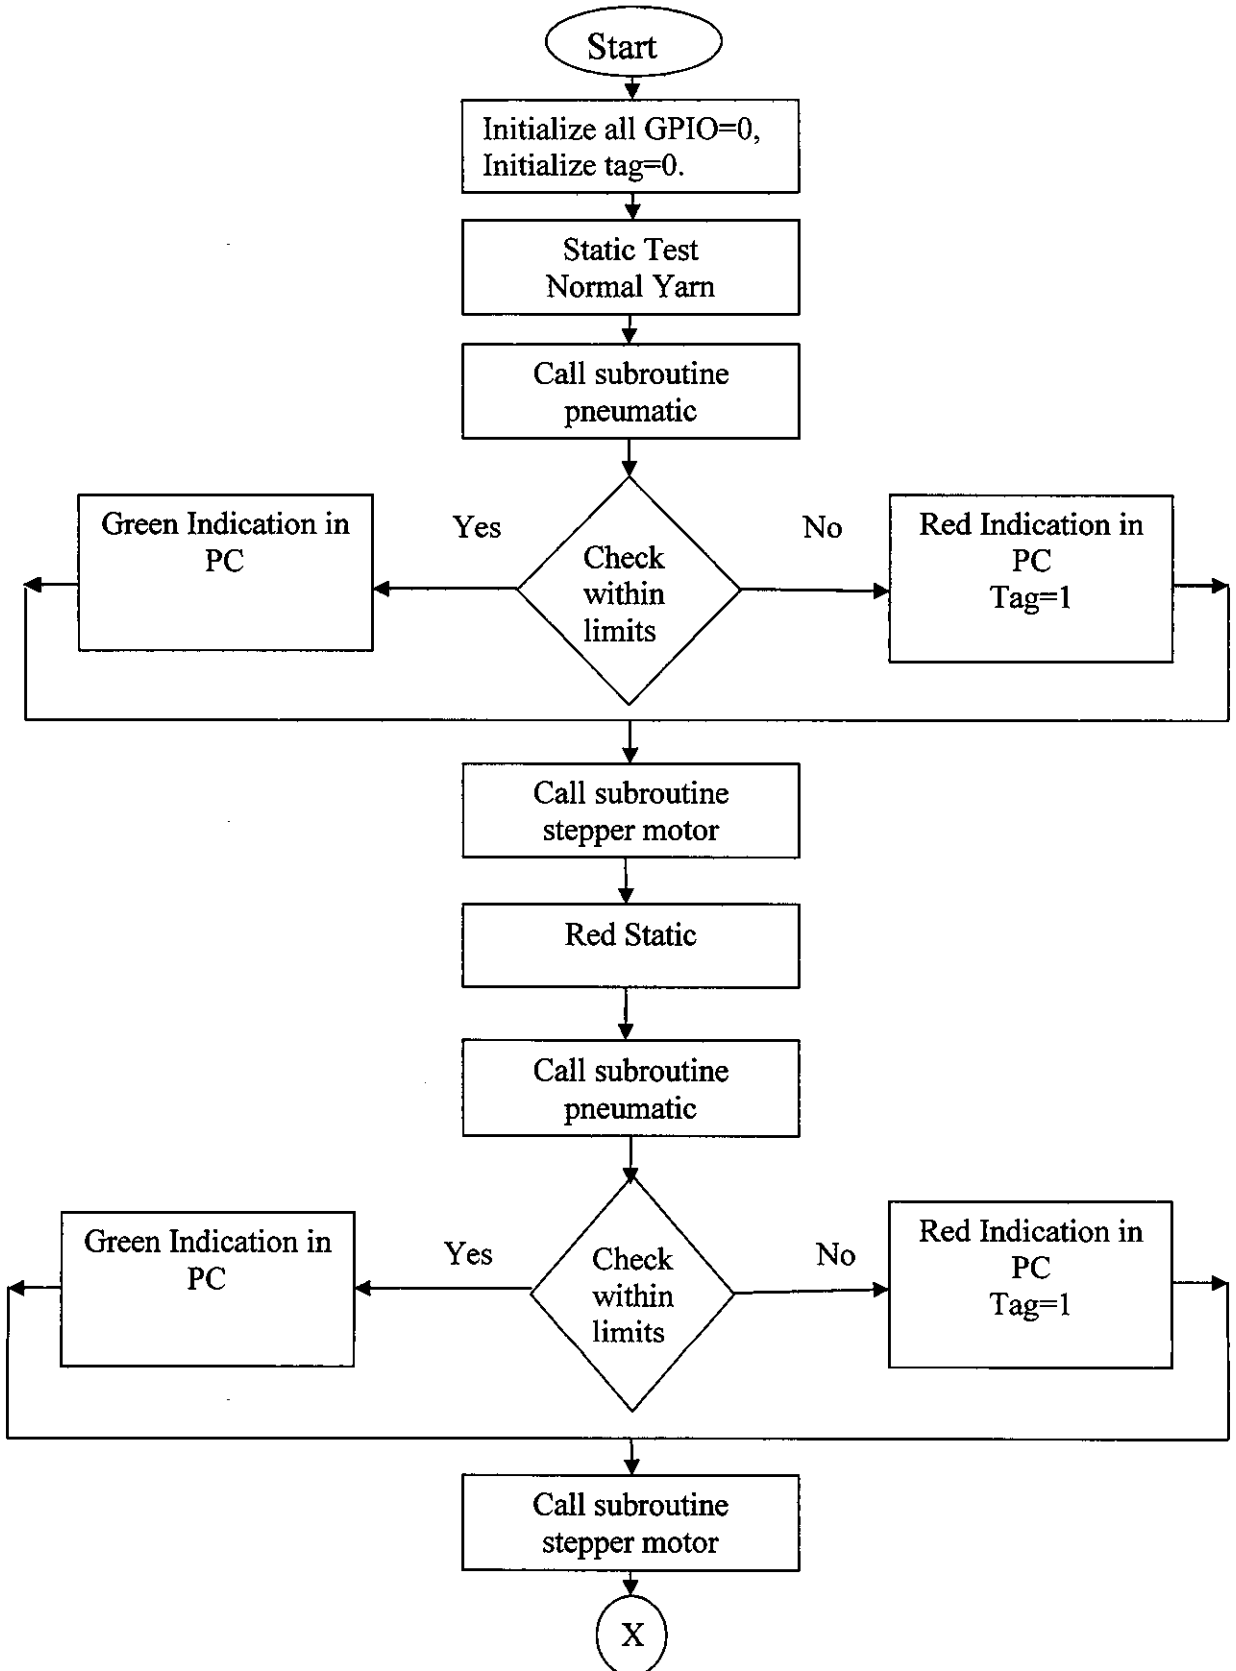 Start
Initialize all GPIO=0,
Initialize tag=0.
Static Test
Normal Yarn
Call subroutine
pneumatic
Green Indication in
PC
Yes
Check
within
limits
No
Red Indication in
PC
Tag=1
Call subroutine
stepper motor
Red Static
Call subroutine
pneumatic
Green Indication in
PC
Yes
Check
within
limits
No
Red Indication in
PC
Tag=1
Call subroutine
stepper motor
X